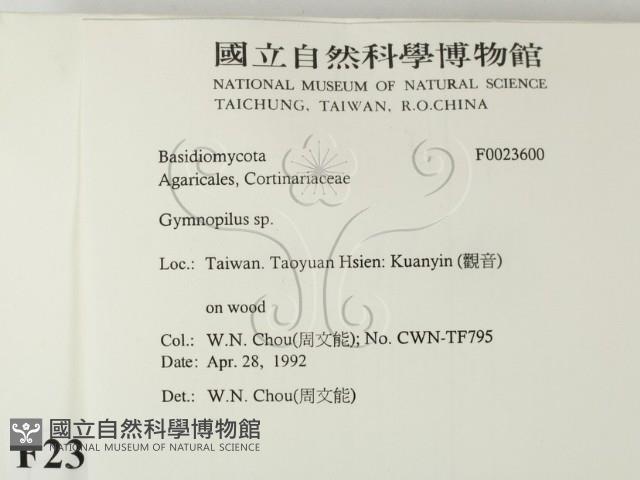 國立自然科學博物館
NATIONAL MUSEUM OF NATURAL SCIENCE
TAICHUNG, TAIWAN, R.O.CHINA
Basidiomycota F0023600
Agaricales, Cortinariaceae
Gymnopilus sp.
Loc.: Taiwan. Taoyuan Hsien: Kuanyin (觀音)
on wood
Col.: W.N. Chou(周文能); No. CWN-TF795
Date: Apr. 28, 1992
Det.: W.N. Chou(周文能)
國立自然科學博物館
NATIONAL MUSEUM OF NATURAL SCIENCE
F23